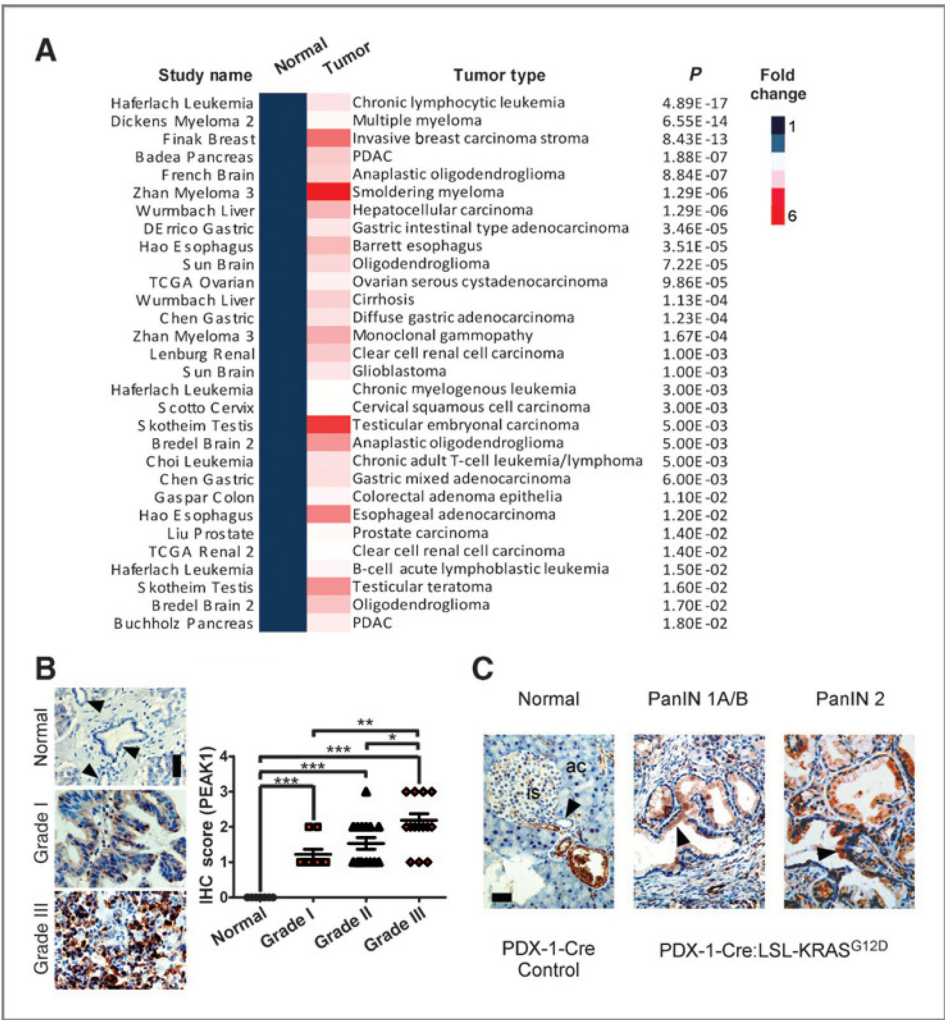 A
Normal
Tumor
Study name
Tumor type
P
Fold
change
Haferlach Leukemia Chronic lymphocytic leukemia 4.89E-17
Dickens Myeloma 2 Multiple myeloma 6.55E-14
Finak Breast Invasive breast carcinoma stroma 8.43E-13
Badea Pancreas PDAC 1.88E-07
French Brain Anaplastic oligodendroglioma 8.84E-07
Zhan Myeloma 3 Smoldering myeloma 1.29E-06
Wurmbach Liver Hepatocellular carcinoma 1.29E-06
DErrico Gastric Gastric intestinal type adenocarcinoma 3.46E-05
Hao Esophagus Barrett esophagus 3.51E-05
Sun Brain Oligodendroglioma 7.22E-05
TCGA Ovarian Ovarian serous cystadenocarcinoma 9.86E-05
Wurmbach Liver Cirrhosis 1.13E-04
Chen Gastric Diffuse gastric adenocarcinoma 1.23E-04
Zhan Myeloma 3 Monoclonal gammopathy 1.67E-04
Lenburg Renal Clear cell renal cell carcinoma 1.00E-03
Sun Brain Glioblastoma 1.00E-03
Haferlach Leukemia Chronic myelogenous leukemia 3.00E-03
Scotto Cervix Cervical squamous cell carcinoma 3.00E-03
Skotheim Testis Testicular embryonal carcinoma 5.00E-03
Bredel Brain 2 Anaplastic oligodendroglioma 5.00E-03
Choi Leukemia Chronic adult T-cell leukemia/lymphoma 5.00E-03
Chen Gastric Gastric mixed adenocarcinoma 6.00E-03
Gaspar Colon Colorectal adenoma epithelia 1.10E-02
Hao Esophagus Esophageal adenocarcinoma 1.20E-02
Liu Prostate Prostate carcinoma 1.40E-02
TCGA Renal 2 Clear cell renal cell carcinoma 1.40E-02
Haferlach Leukemia B-cell acute lymphoblastic leukemia 1.50E-02
Skotheim Testis Testicular teratoma 1.60E-02
Bredel Brain 2 Oligodendroglioma 1.70E-02
Buchholz Pancreas PDAC 1.80E-02
1
6
B
Normal
Grade I
Grade III
IHC score (PEAK1)
4
3
2
1
0
**
*
***
***
***
Normal
Grade I
Grade II
Grade III
C
Normal PanIN 1A/B PanIN 2
ac
is
PDX-1-Cre
Control
PDX-1-Cre:LSL-KRASG12D